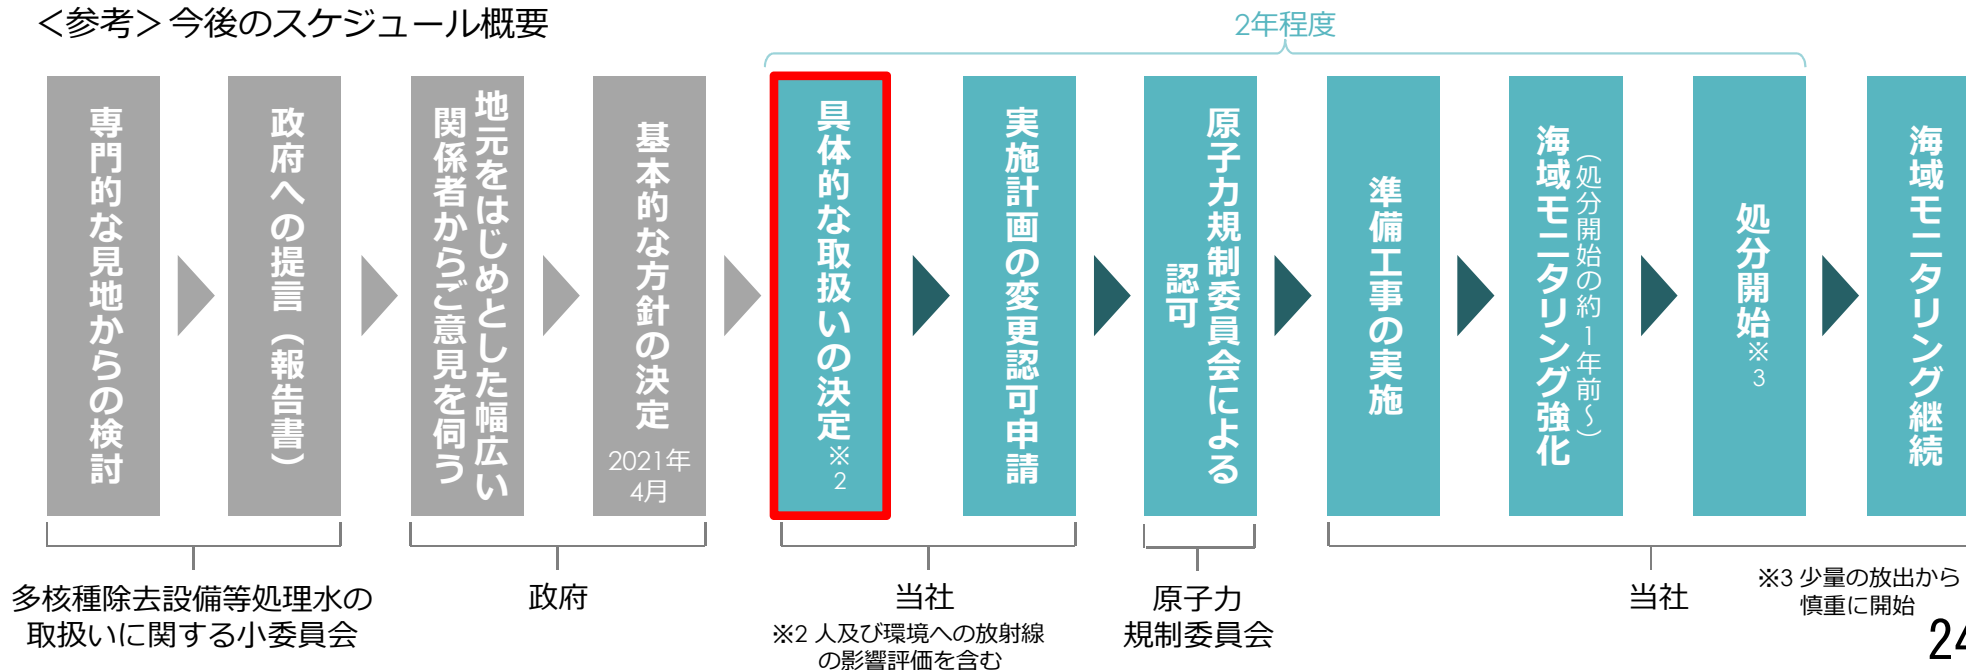 ＜参考＞今後のスケジュール概要
2年程度
専門的な見地からの検討
政府への提言（報告書）
地元をはじめとした幅広い
関係者からご意見を伺う
基本的な方針の決定
2021年
4月
具体的な取扱いの決定※2
実施計画の変更認可申請
原子力規制委員会による
認可
準備工事の実施
（処分開始の約1年前～）
海域モニタリング強化
処分開始※3
海域モニタリング継続
多核種除去設備等処理水の
取扱いに関する小委員会
政府
当社
※2 人及び環境への放射線
の影響評価を含む
原子力
規制委員会
当社
※3 少量の放出から
慎重に開始
24